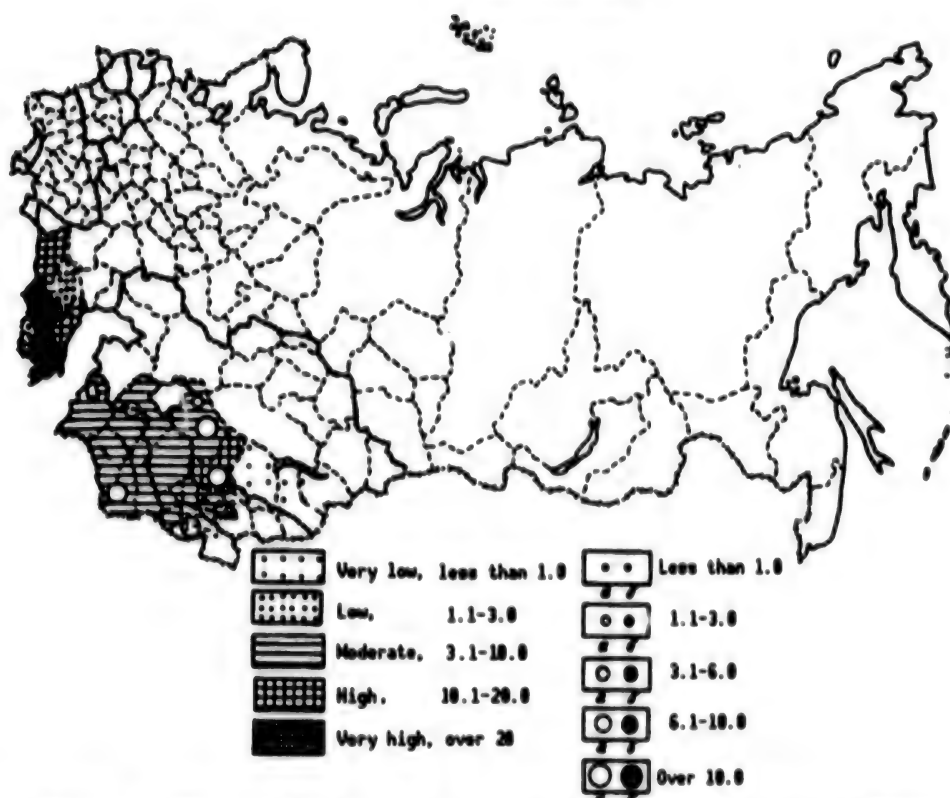 Very low, less than 1.0
Low, 1.1-3.0
Moderate, 3.1-10.0
High, 10.1-20.0
Very high, over 20
Less than 1.0
1.1-3.0
3.1-6.0
6.1-10.0
Over 10.0